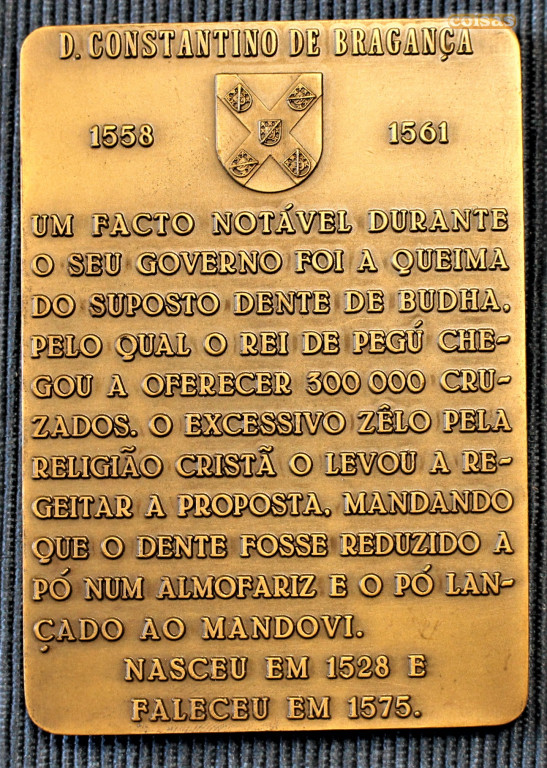 coisas
D. CONSTANTINO DE BRAGANÇA
1558 1561
UM FACTO NOTÁVEL DURANTE
O SEU GOVERNO FOI A QUEIMA
DO SUPOSTO DENTE DE BUDHA,
PELO QUAL O REI DE PEGÚ CHE-
GOU A OFERECER 300 000 CRU-
ZADOS. O EXCESSIVO ZÊLO PELA
RELIGIÃO CRISTÃ O LEVOU A RE-
GEITAR A PROPOSTA, MANDANDO
QUE O DENTE FOSSE REDUZIDO A
PÓ NUM ALMOFARIZ E O PÓ LAN-
ÇADO AO MANDOVI.
NASCEU EM 1528 E
FALECEU EM 1575.